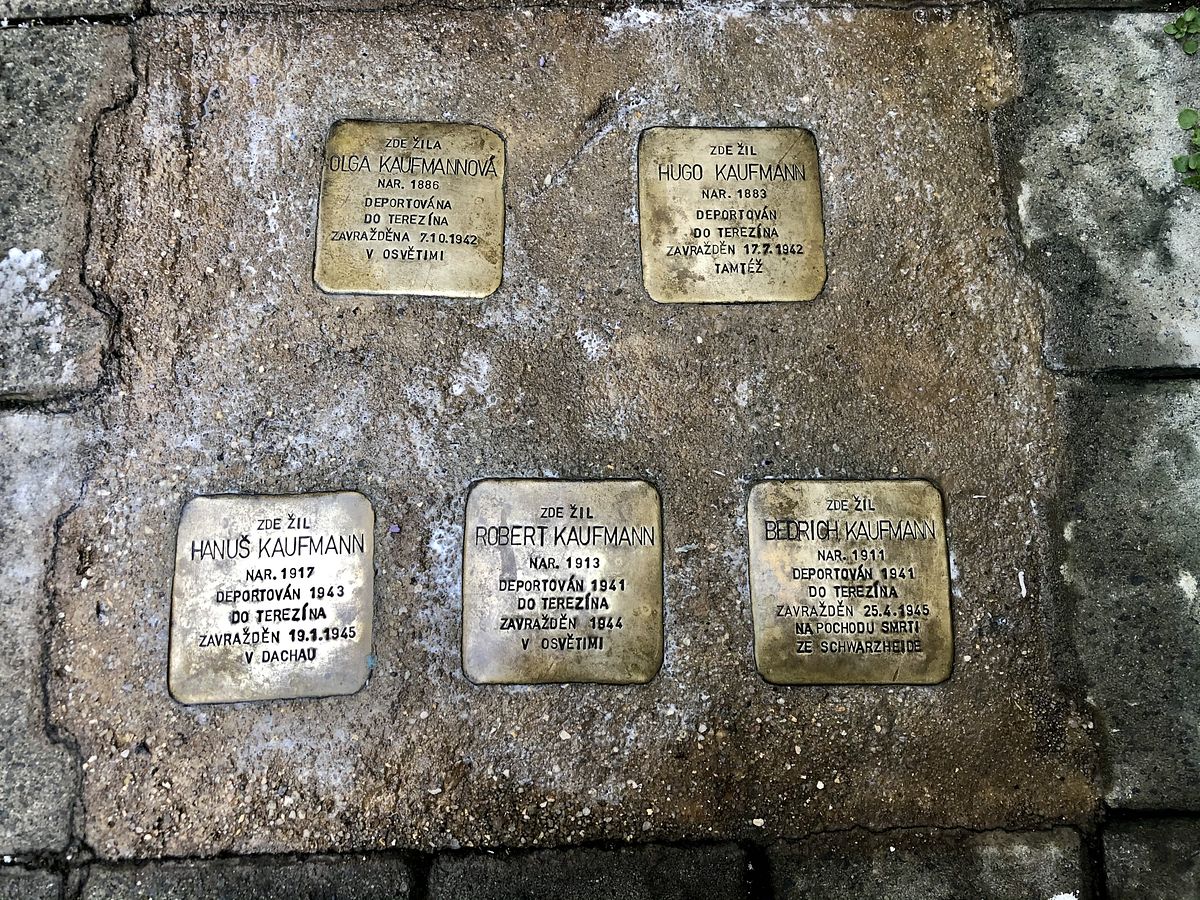 ZDE ŽILA
OLGA KAUFMANNOVÁ
NAR. 1886
DEPORTOVÁNA
DO TEREZÍNA
ZAVRAŽDĚNA 7.10.1942
V OSVĚTIMI
ZDE ŽIL
HUGO KAUFMANN
NAR. 1883
DEPORTOVÁN
DO TEREZÍNA
ZAVRAŽDĚN 17.7.1942
TAMTÉŽ
ZDE ŽIL
HANUŠ KAUFMANN
NAR. 1917
DEPORTOVÁN 1943
DO TEREZÍNA
ZAVRAŽDĚN 19.1.1945
V DACHAU
ZDE ŽIL
ROBERT KAUFMANN
NAR. 1913
DEPORTOVÁN 1941
DO TEREZÍNA
ZAVRAŽDĚN 1944
V OSVĚTIMI
ZDE ŽIL
BEDRICH KAUFMANN
NAR. 1911
DEPORTOVÁN 1941
DO TEREZÍNA
ZAVRAŽDĚN 25.4.1945
NA POCHODU SMRTI
ZE SCHWARZHEIDE